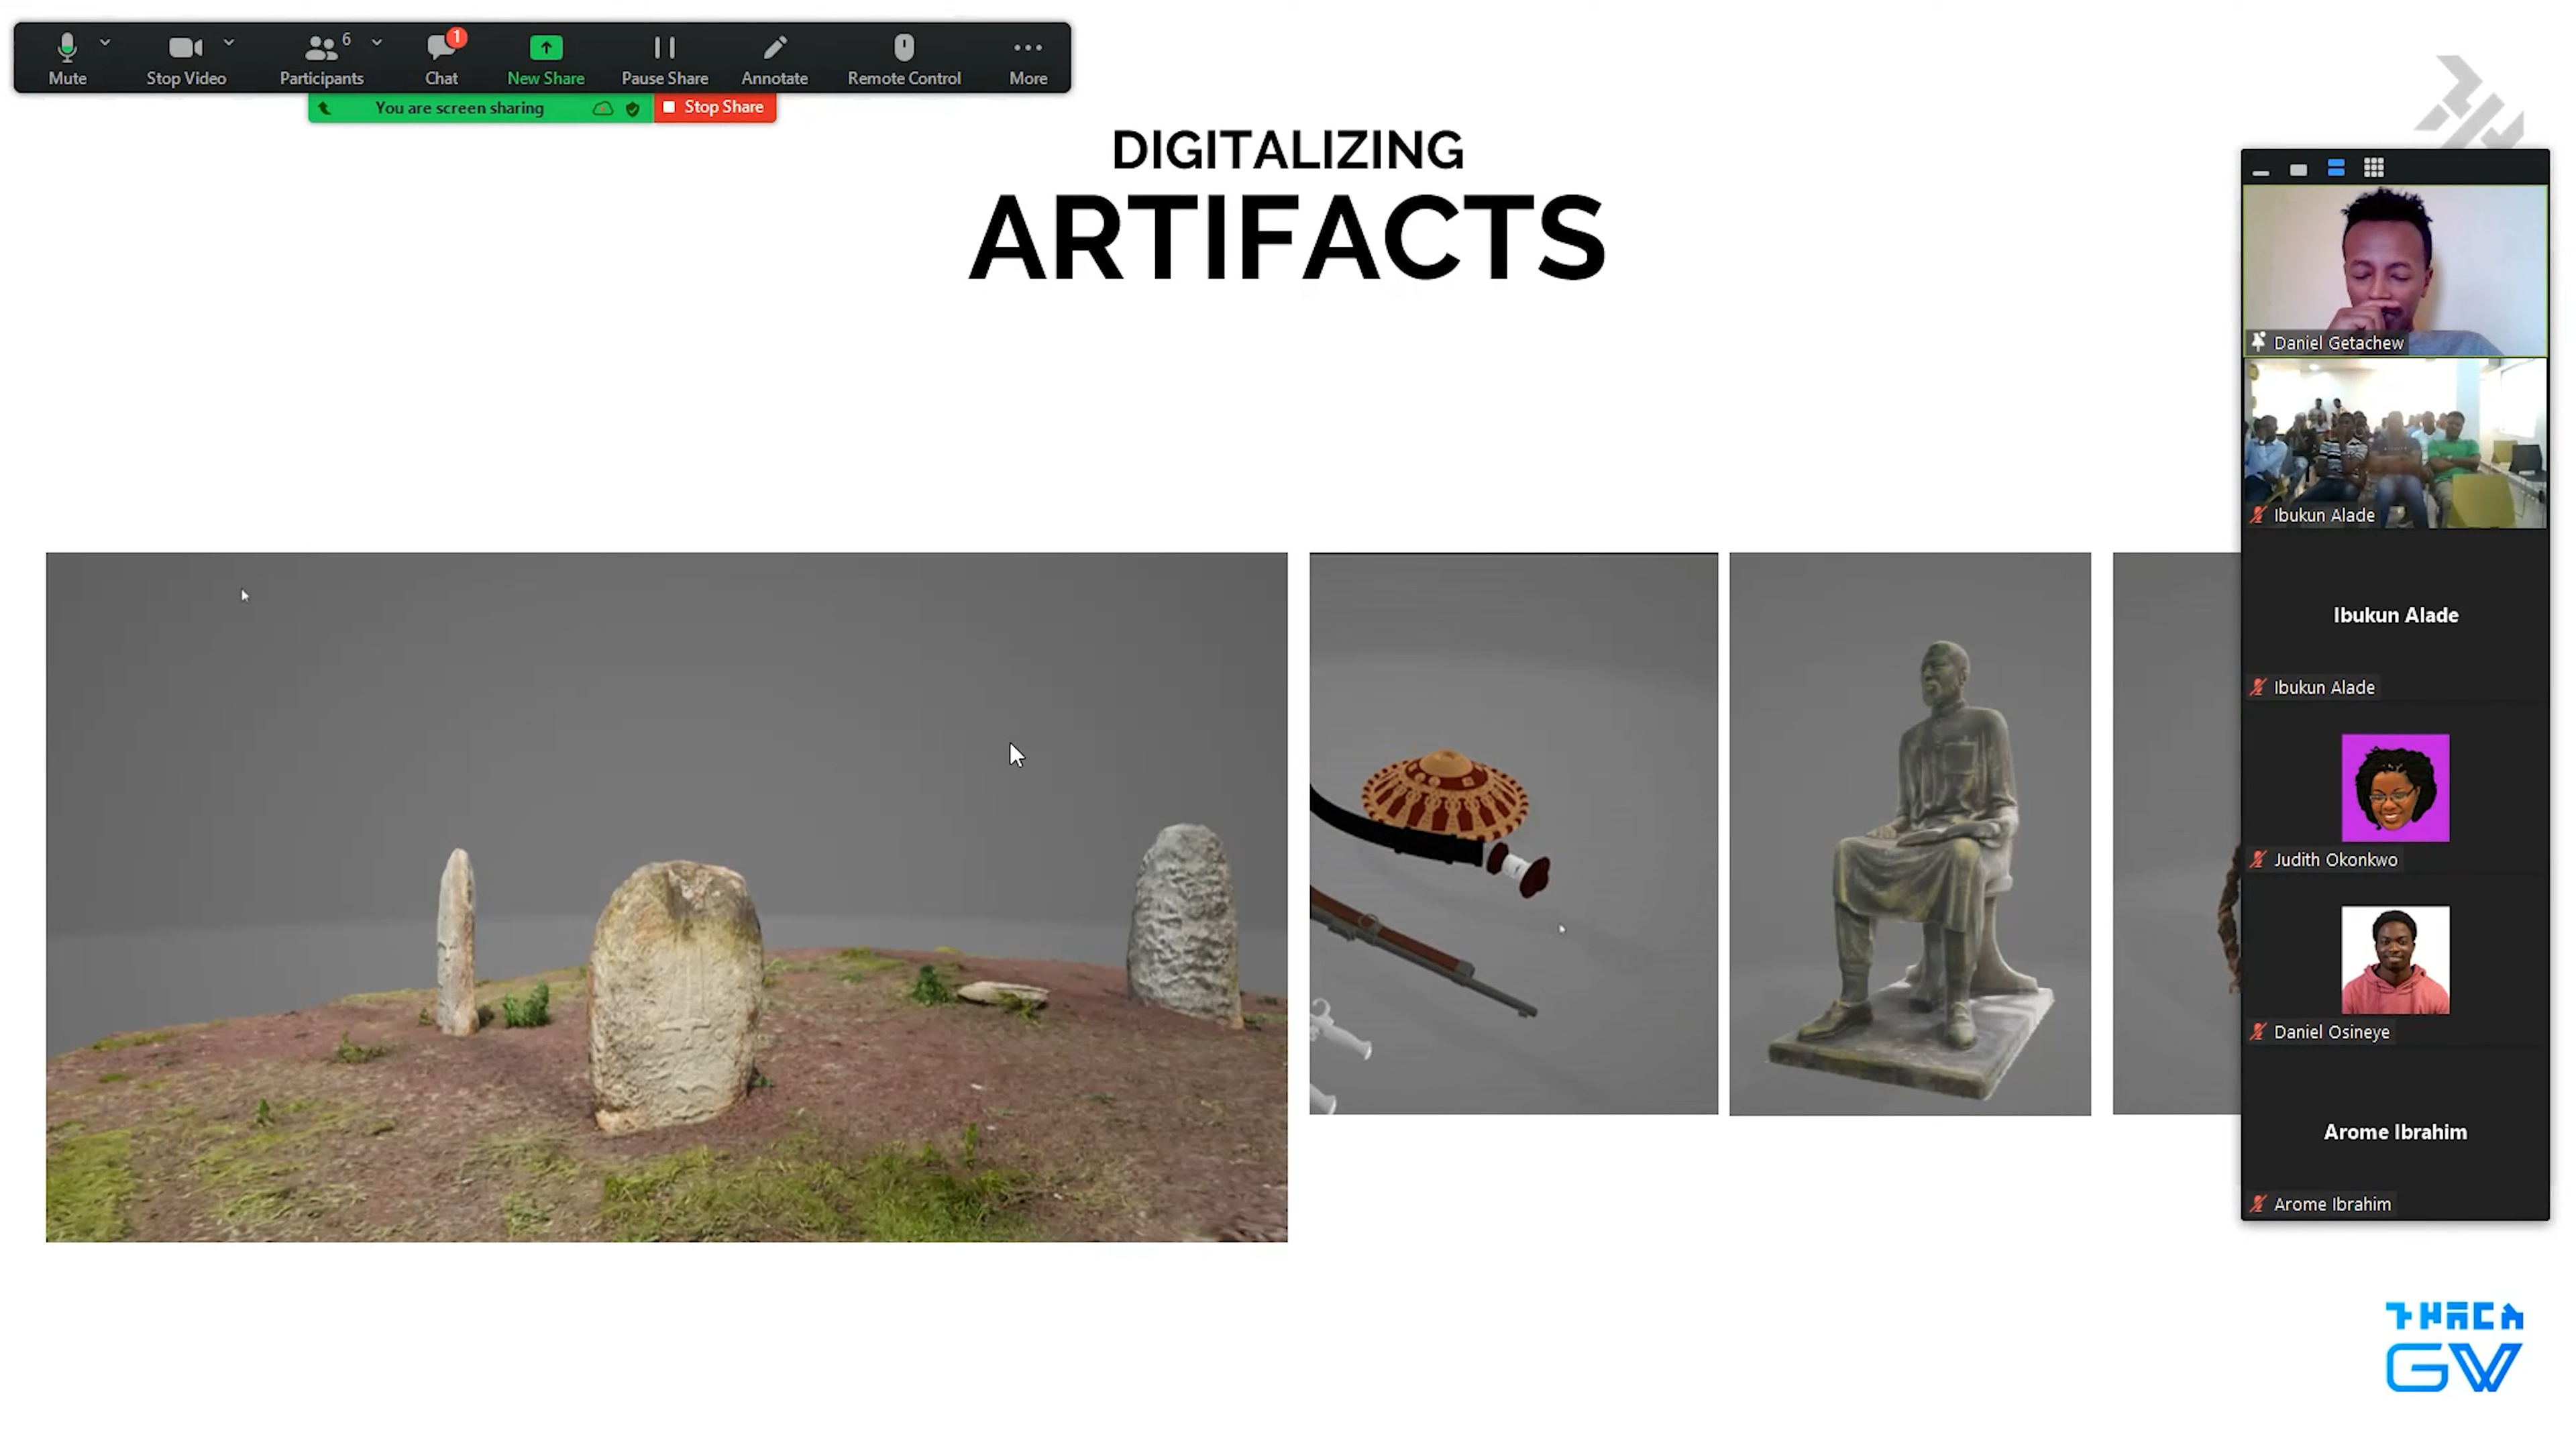 6
1
Mute
Stop Video
Participants
Chat
New Share
Pause Share
Annotate
Remote Control
More
You are screen sharing
Stop Share
DIGITALIZING
ARTIFACTS
Daniel Getachew
Ibukun Alade
Ibukun Alade
Ibukun Alade
Judith Okonkwo
Daniel Osineye
Arome Ibrahim
Arome Ibrahim
GW